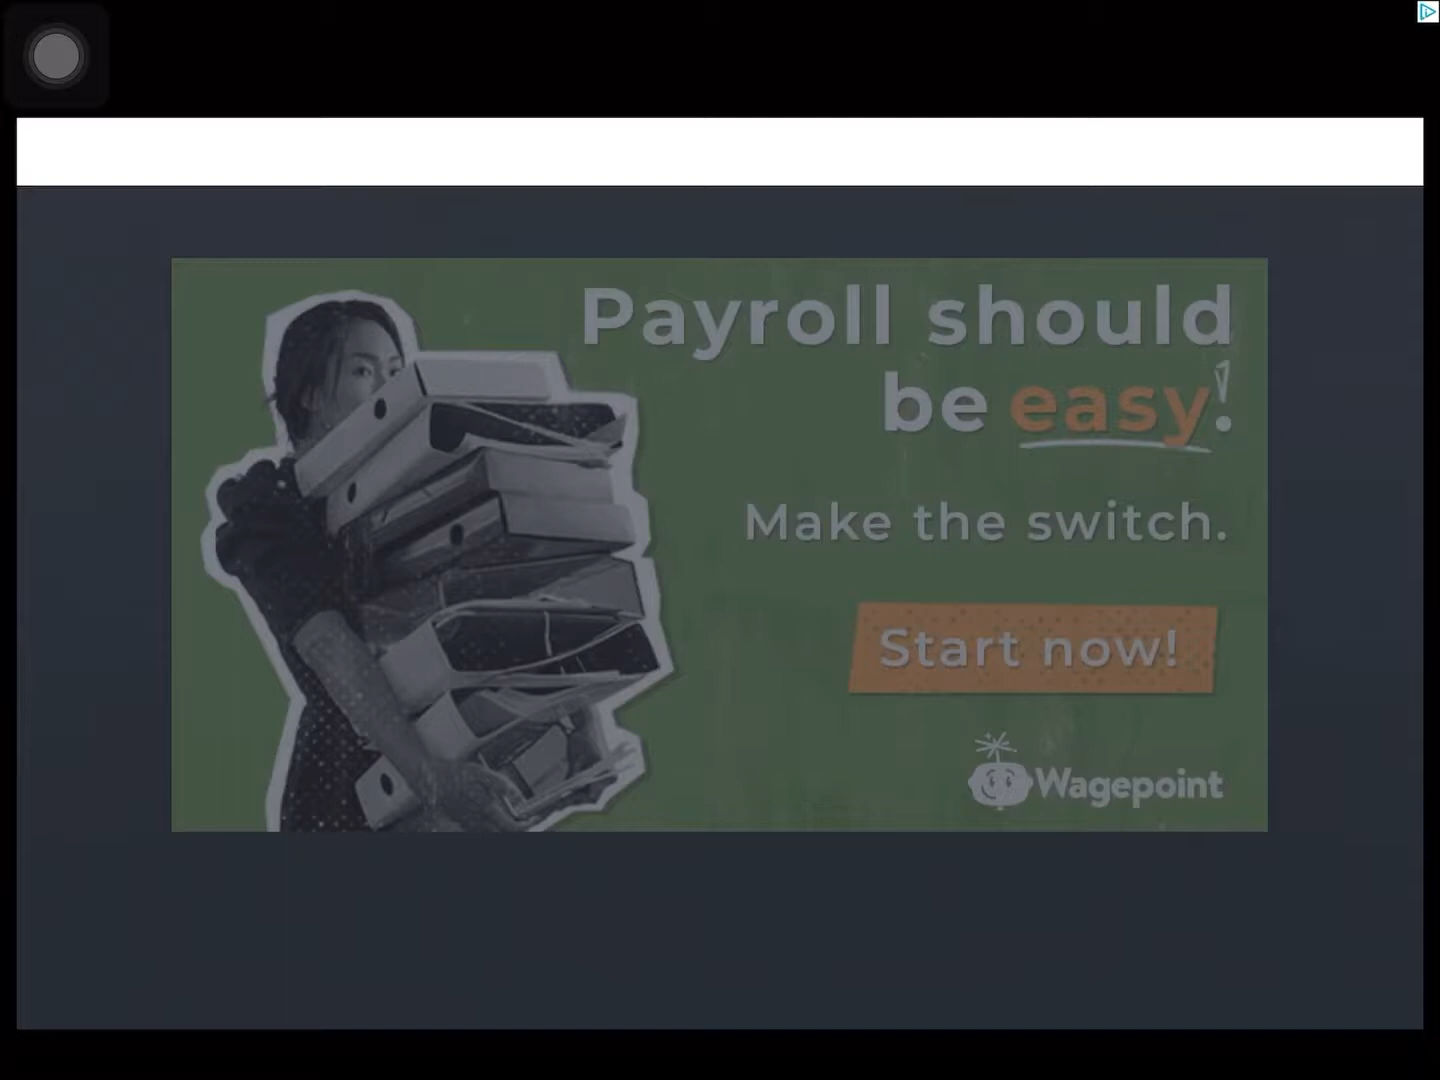 Payroll should
be easy!
Make the switch.
Start now!
Wagepoint